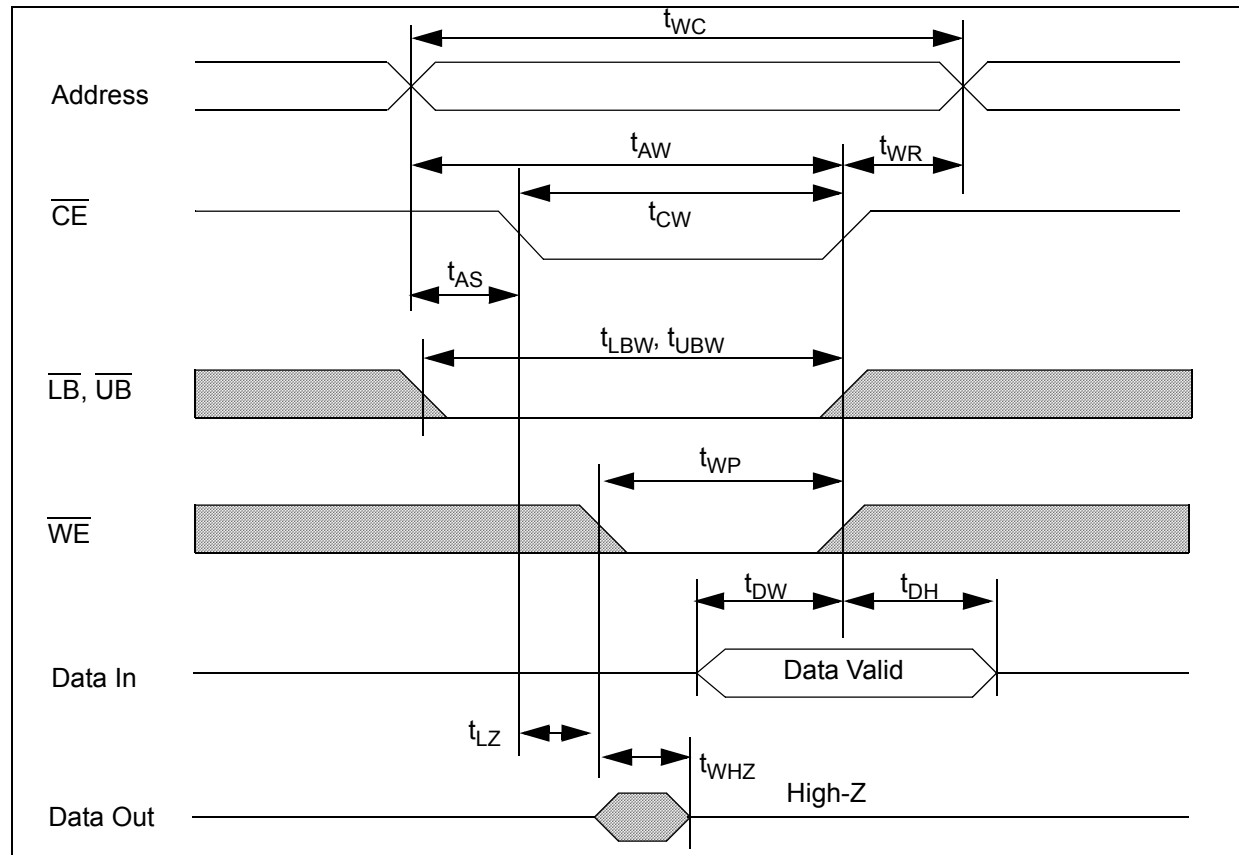 tWC
Address
tAW
tWR
CE
tCW
tAS
tLBW, tUBW
LB, UB
tWP
WE
tDW
tDH
Data In
Data Valid
tLZ
tWHZ
Data Out
High-Z